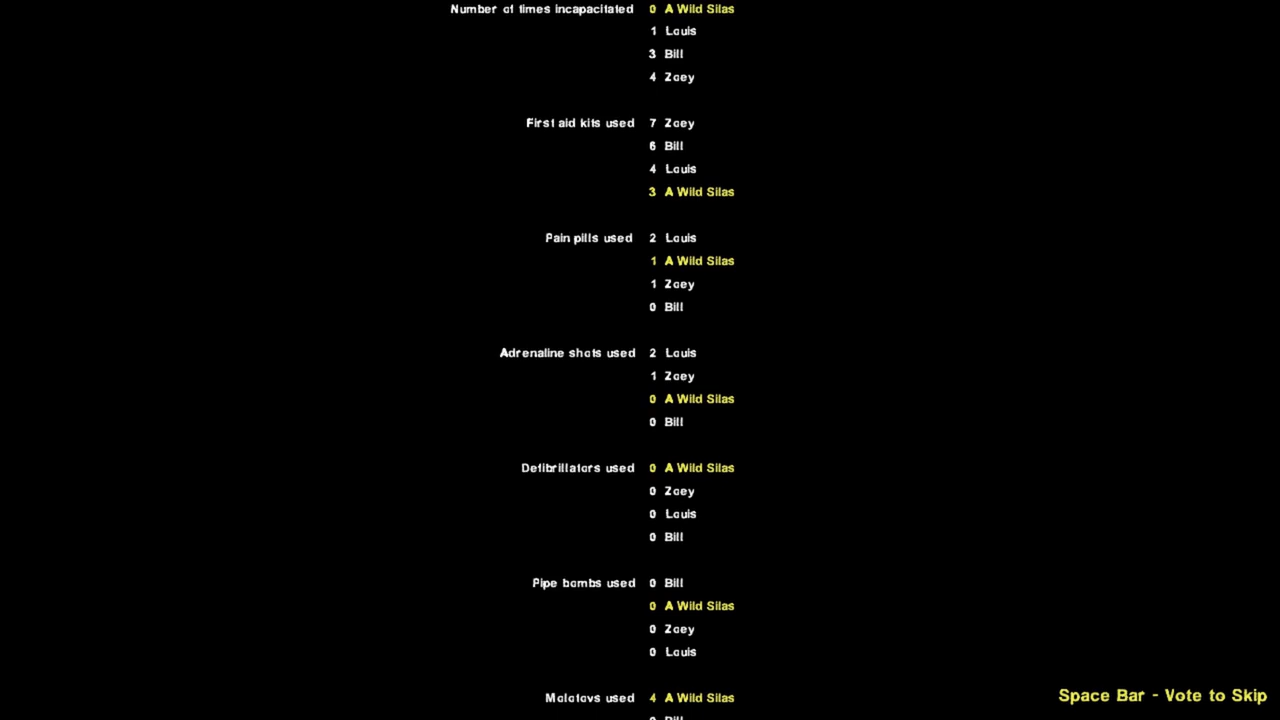 Number of times incapacitated 0 A Wild Silas
1 Louis
3 Bill
4 Zoey
First aid kits used 7 Zoey
6 Bill
4 Louis
3 A Wild Silas
Pain pills used 2 Louis
1 A Wild Silas
1 Zoey
0 Bill
Adrenaline shots used 2 Louis
1 Zoey
0 A Wild Silas
0 Bill
Defibrillators used 0 A Wild Silas
0 Zoey
0 Louis
0 Bill
Pipe bombs used 0 Bill
0 A Wild Silas
0 Zoey
0 Louis
Molotovs used 4 A Wild Silas
Space Bar - Vote to Skip
0 Bill